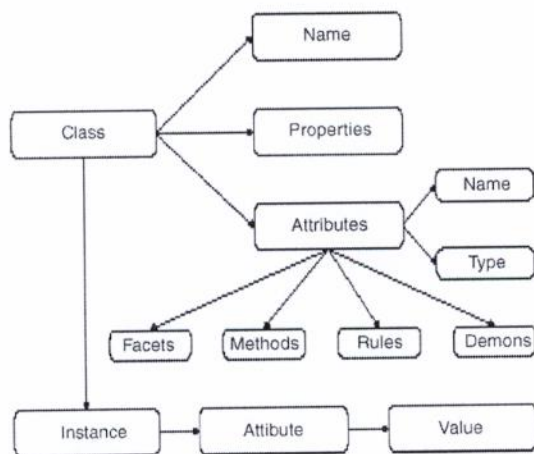 Name
Class
Properties
Name
Attributes
Type
Facets
Methods
Rules
Demons
Instance
Attibute
Value